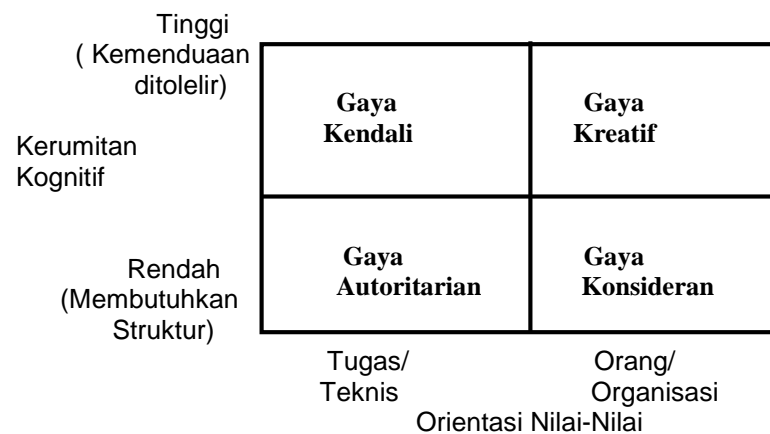 Tinggi
( Kemenduaan
ditolelir)
Gaya
Kendali
Gaya
Kreatif
Kerumitan
Kognitif
Rendah
(Membutuhkan
Struktur)
Gaya
Autoritarian
Gaya
Konsideran
Tugas/
Teknis
Orang/
Organisasi
Orientasi Nilai-Nilai